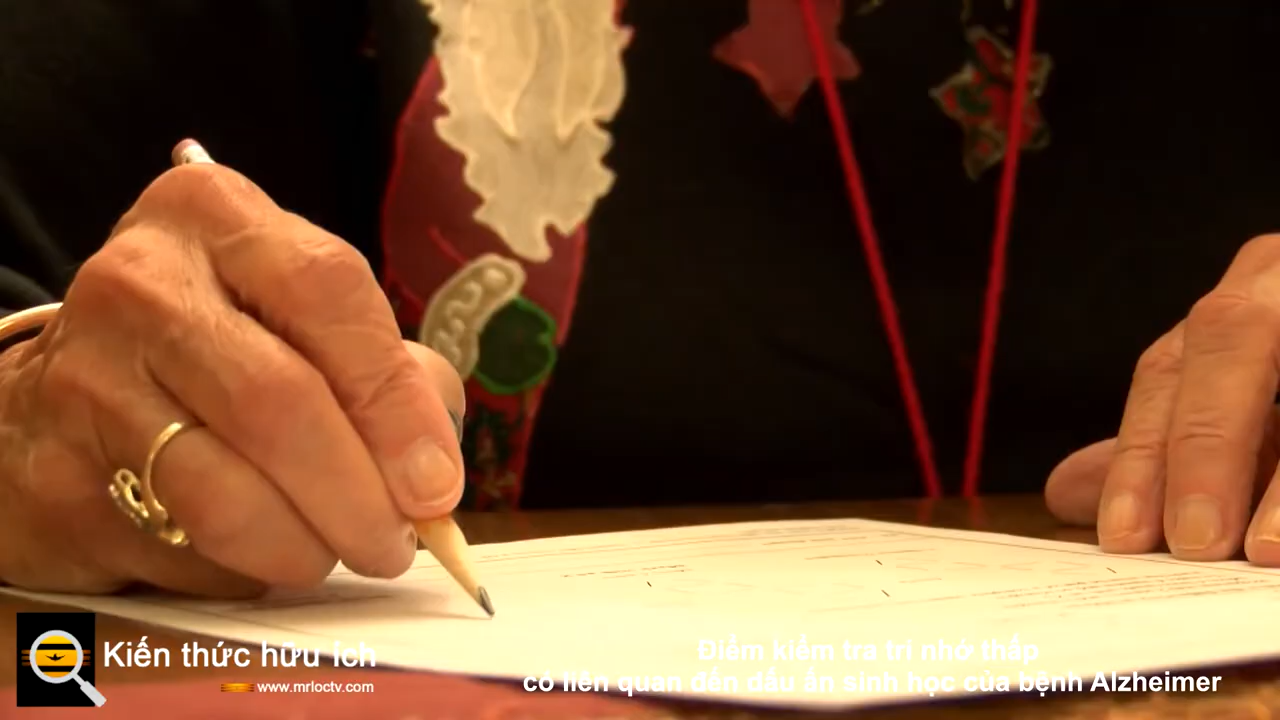 Kiến thức hữu ích
www.mrloctv.com
Điểm kiểm tra trí nhớ thấp
có liên quan đến dấu ấn sinh học của bệnh Alzheimer